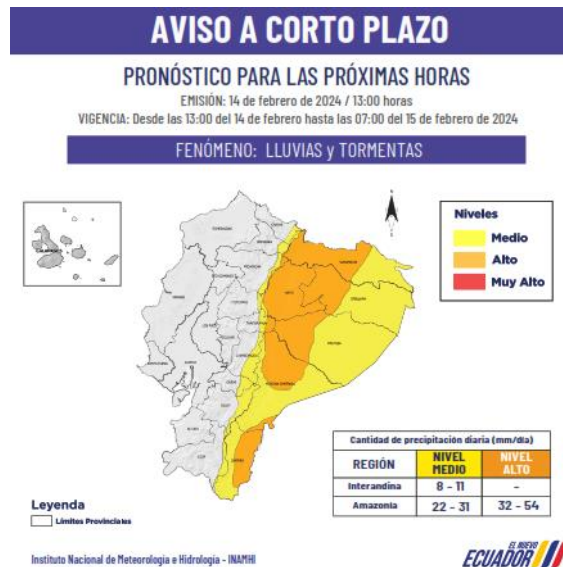 AVISO A CORTO PLAZO
PRONÓSTICO PARA LAS PRÓXIMAS HORAS
EMISIÓN: 14 de febrero de 2024 / 13:00 horas
VIGENCIA: Desde las 13:00 del 14 de febrero hasta las 07:00 del 15 de febrero de 2024
FENÓMENO: LLUVIAS y TORMENTAS
Niveles
Medio
Alto
Muy Alto
Cantidad de precipitación diaria (mm/día)
REGIÓN NIVEL MEDIO NIVEL ALTO
Interandina 8 - 11 -
Amazonía 22 - 31 32 - 54
Leyenda
Límites Provinciales
Instituto Nacional de Meteorología e Hidrología - INAMHI
EL NUEVO
ECUADOR